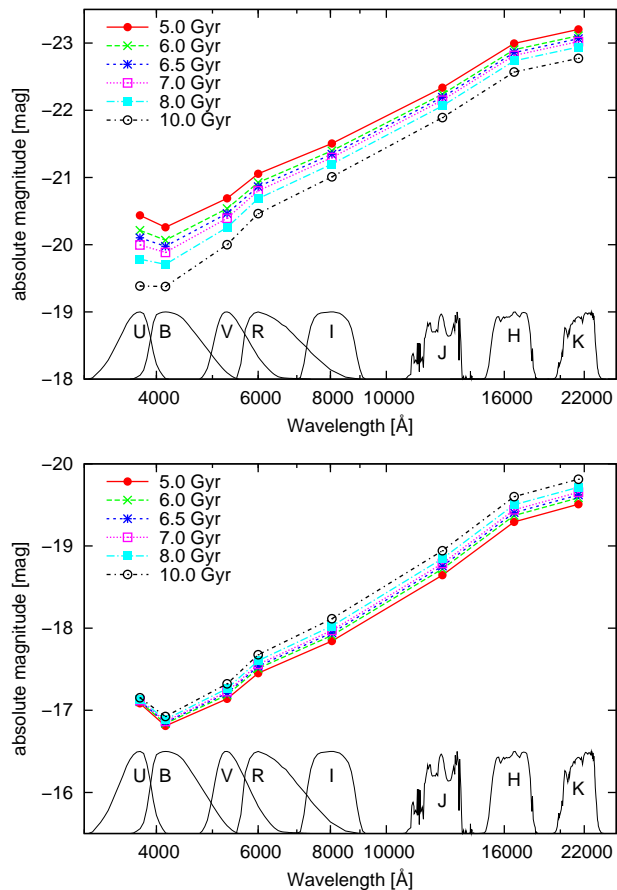 5.0 Gyr
6.0 Gyr
6.5 Gyr
7.0 Gyr
8.0 Gyr
10.0 Gyr
absolute magnitude [mag]
−23
−22
−21
−20
−19
−18
U B V R I J H K
4000 6000 8000 10000 16000 22000
Wavelength [Å]
5.0 Gyr
6.0 Gyr
6.5 Gyr
7.0 Gyr
8.0 Gyr
10.0 Gyr
absolute magnitude [mag]
−20
−19
−18
−17
−16
U B V R I J H K
4000 6000 8000 10000 16000 22000
Wavelength [Å]